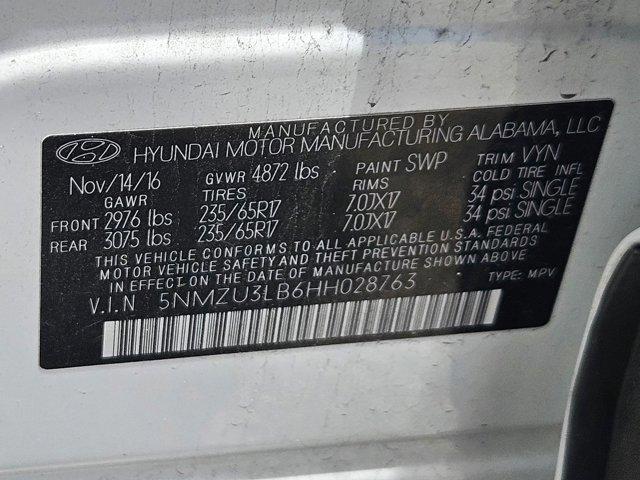 MANUFACTURED BY
HYUNDAI MOTOR MANUFACTURING ALABAMA, LLC
Nov/14/16 GVWR 4872 lbs PAINT SWP TRIM VYN
GAWR TIRES RIMS COLD TIRE INFL
FRONT 2976 lbs 235/65R17 7.0JX17 34 psi SINGLE
REAR 3075 lbs 235/65R17 7.0JX17 34 psi SINGLE
THIS VEHICLE CONFORMS TO ALL APPLICABLE U.S.A. FEDERAL
MOTOR VEHICLE SAFETY AND THEFT PREVENTION STANDARDS
IN EFFECT ON THE DATE OF MANUFACTURE SHOWN ABOVE
V.I.N 5NMZU3LB6HH028763 TYPE: MPV